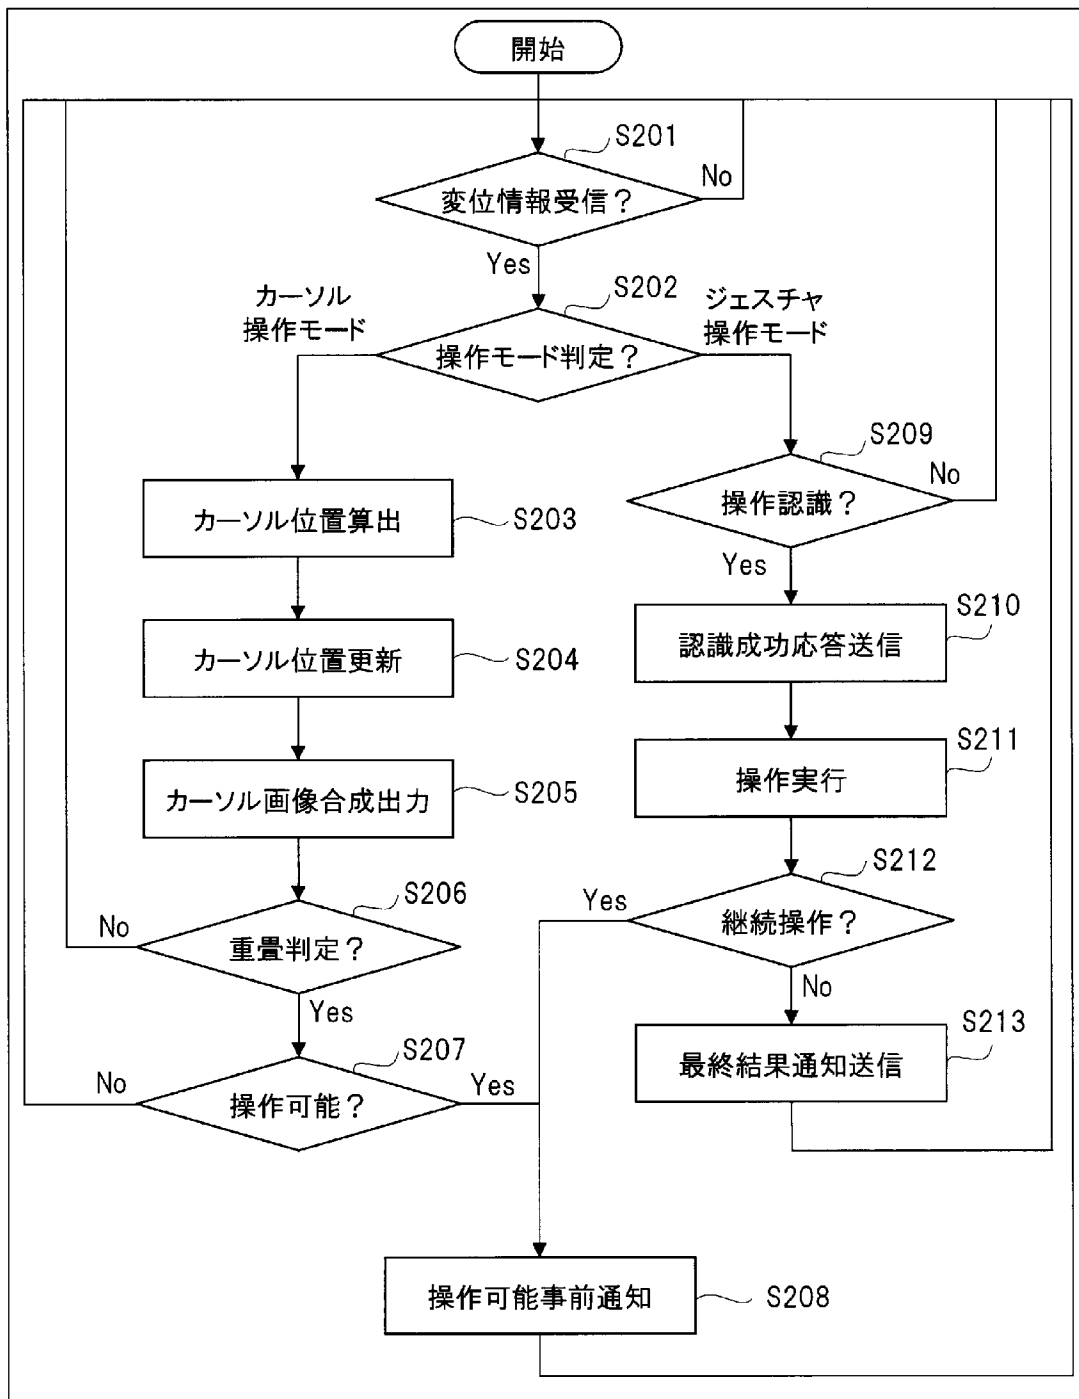 開始
S201
変位情報受信？
No
Yes
S202
カーソル
操作モード
ジェスチャ
操作モード
操作モード判定？
S209
操作認識？
No
Yes
カーソル位置算出
S203
S210
認識成功応答送信
カーソル位置更新
S204
S211
操作実行
カーソル画像合成出力
S205
S212
継続操作？
Yes
No
S206
重畳判定？
No
Yes
S213
最終結果通知送信
S207
操作可能？
No
Yes
操作可能事前通知
S208